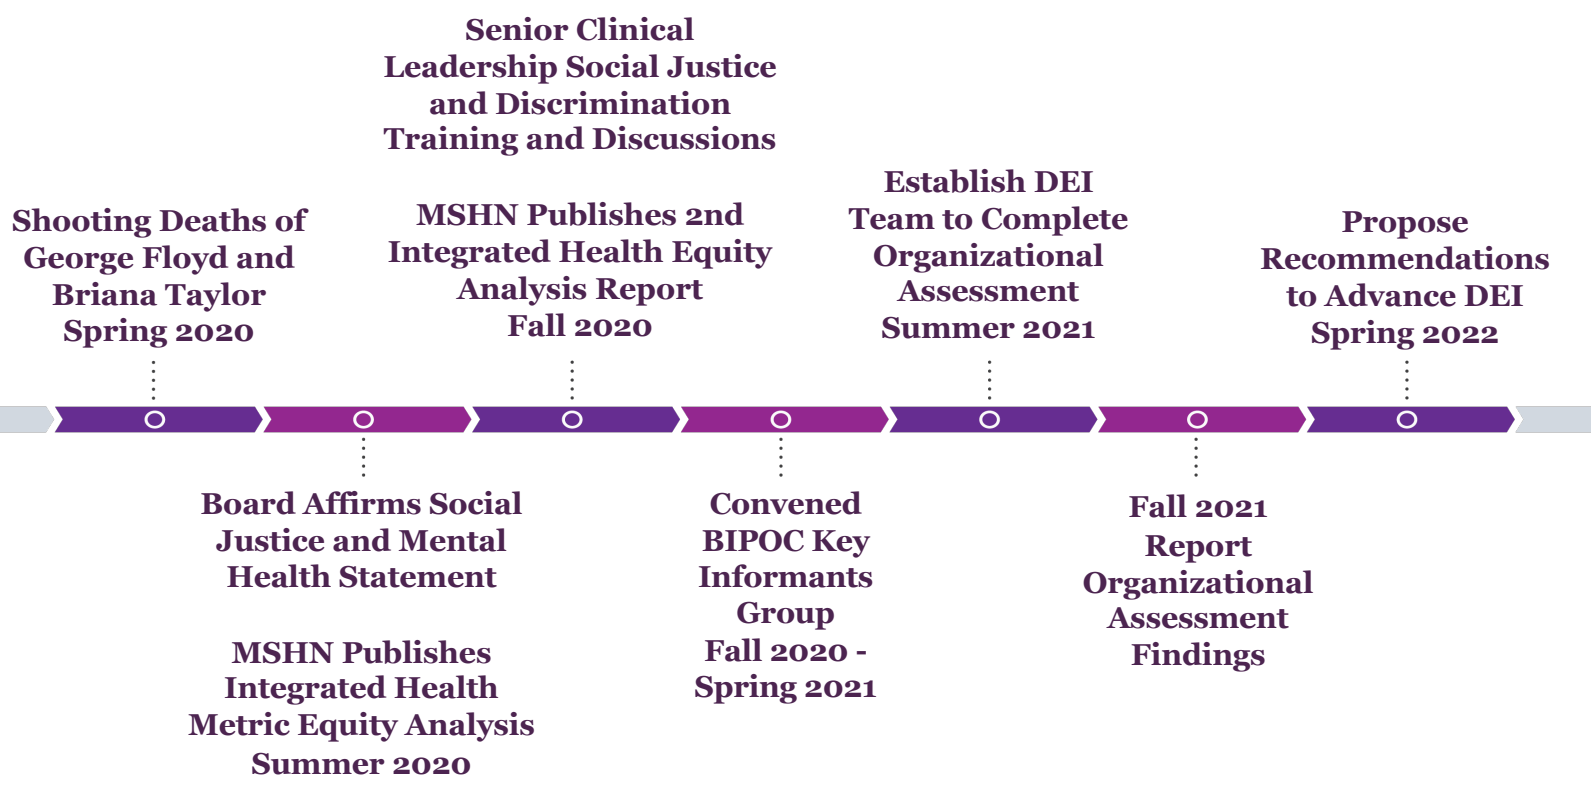 Shooting Deaths of
George Floyd and
Briana Taylor
Spring 2020
Board Affirms Social
Justice and Mental
Health Statement
MSHN Publishes
Integrated Health
Metric Equity Analysis
Summer 2020
Senior Clinical
Leadership Social Justice
and Discrimination
Training and Discussions
MSHN Publishes 2nd
Integrated Health Equity
Analysis Report
Fall 2020
Convened
BIPOC Key
Informants
Group
Fall 2020 -
Spring 2021
Establish DEI
Team to Complete
Organizational
Assessment
Summer 2021
Fall 2021
Report
Organizational
Assessment
Findings
Propose
Recommendations
to Advance DEI
Spring 2022